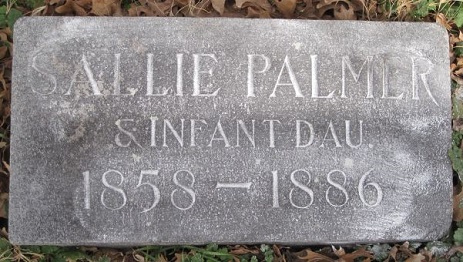 SALLIE PALMER
& INFANT DAU.
1858 — 1886